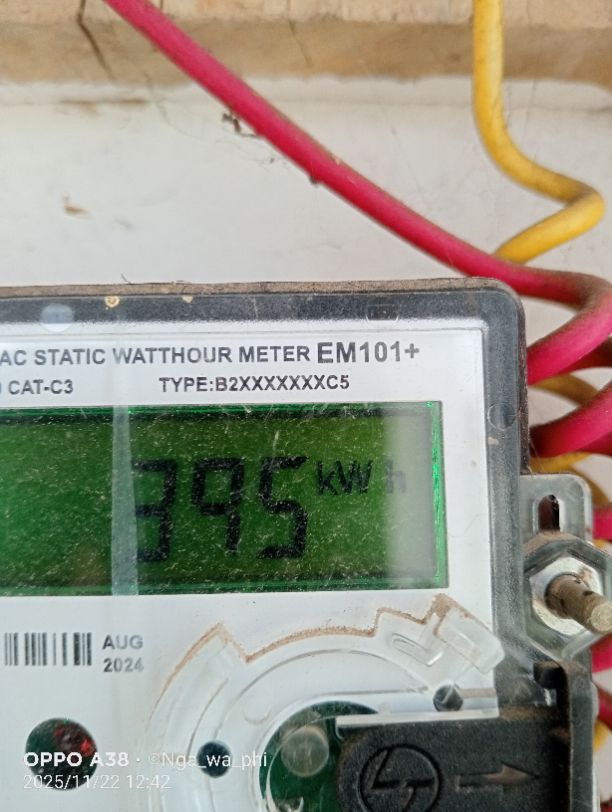 AC STATIC WATTHOUR METER EM101+
CAT-C3 TYPE:B2XXXXXXXC5
395 kWh
AUG
2024
OPPO A38 · ©Nga_wa_phi
2025/11/22 12:42